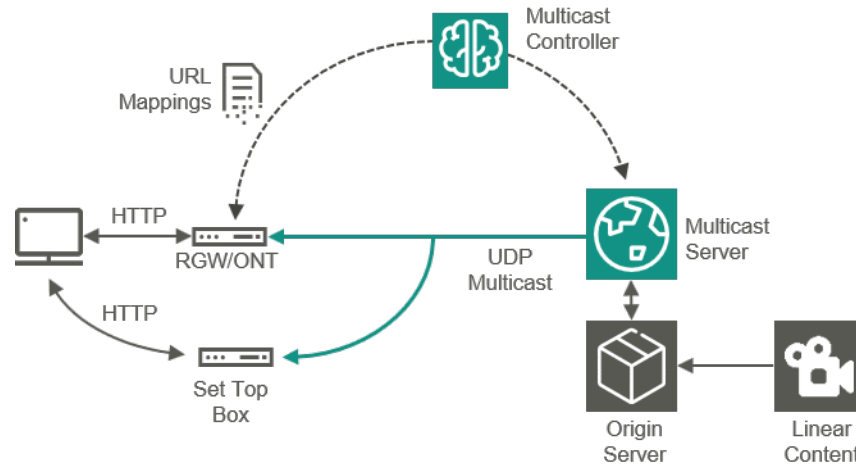 Multicast
Controller
URL
Mappings
HTTP
RGW/ONT
UDP
Multicast
Multicast
Server
HTTP
Set Top
Box
Origin
Server
Linear
Content